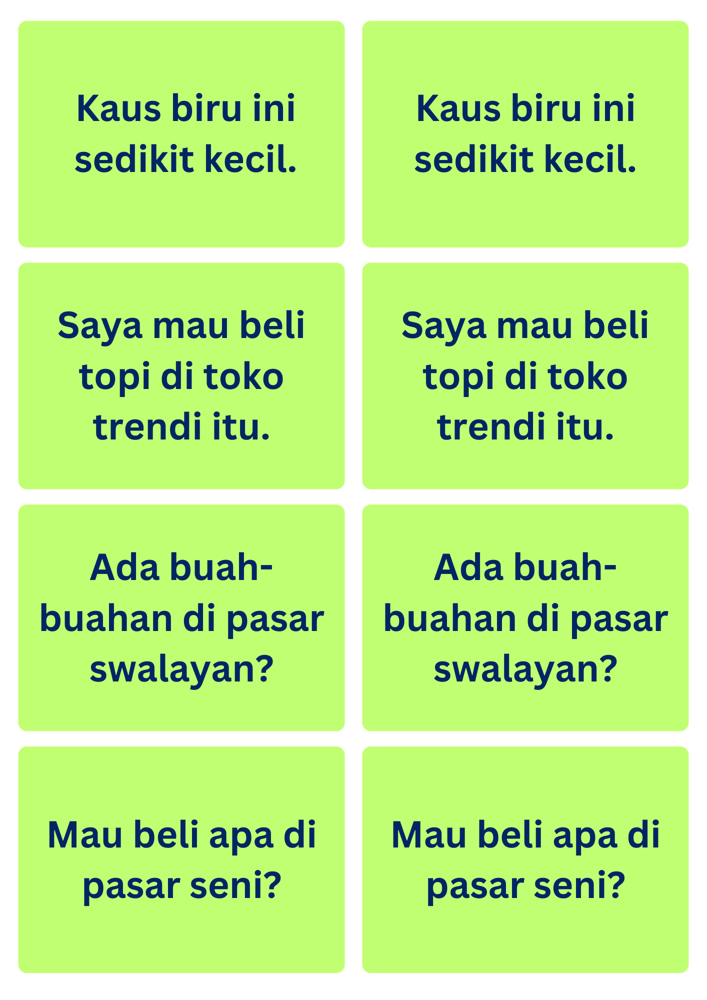 Kaus biru ini
sedikit kecil.
Kaus biru ini
sedikit kecil.
Saya mau beli
topi di toko
trendi itu.
Saya mau beli
topi di toko
trendi itu.
Ada buah-
buahan di pasar
swalayan?
Ada buah-
buahan di pasar
swalayan?
Mau beli apa di
pasar seni?
Mau beli apa di
pasar seni?